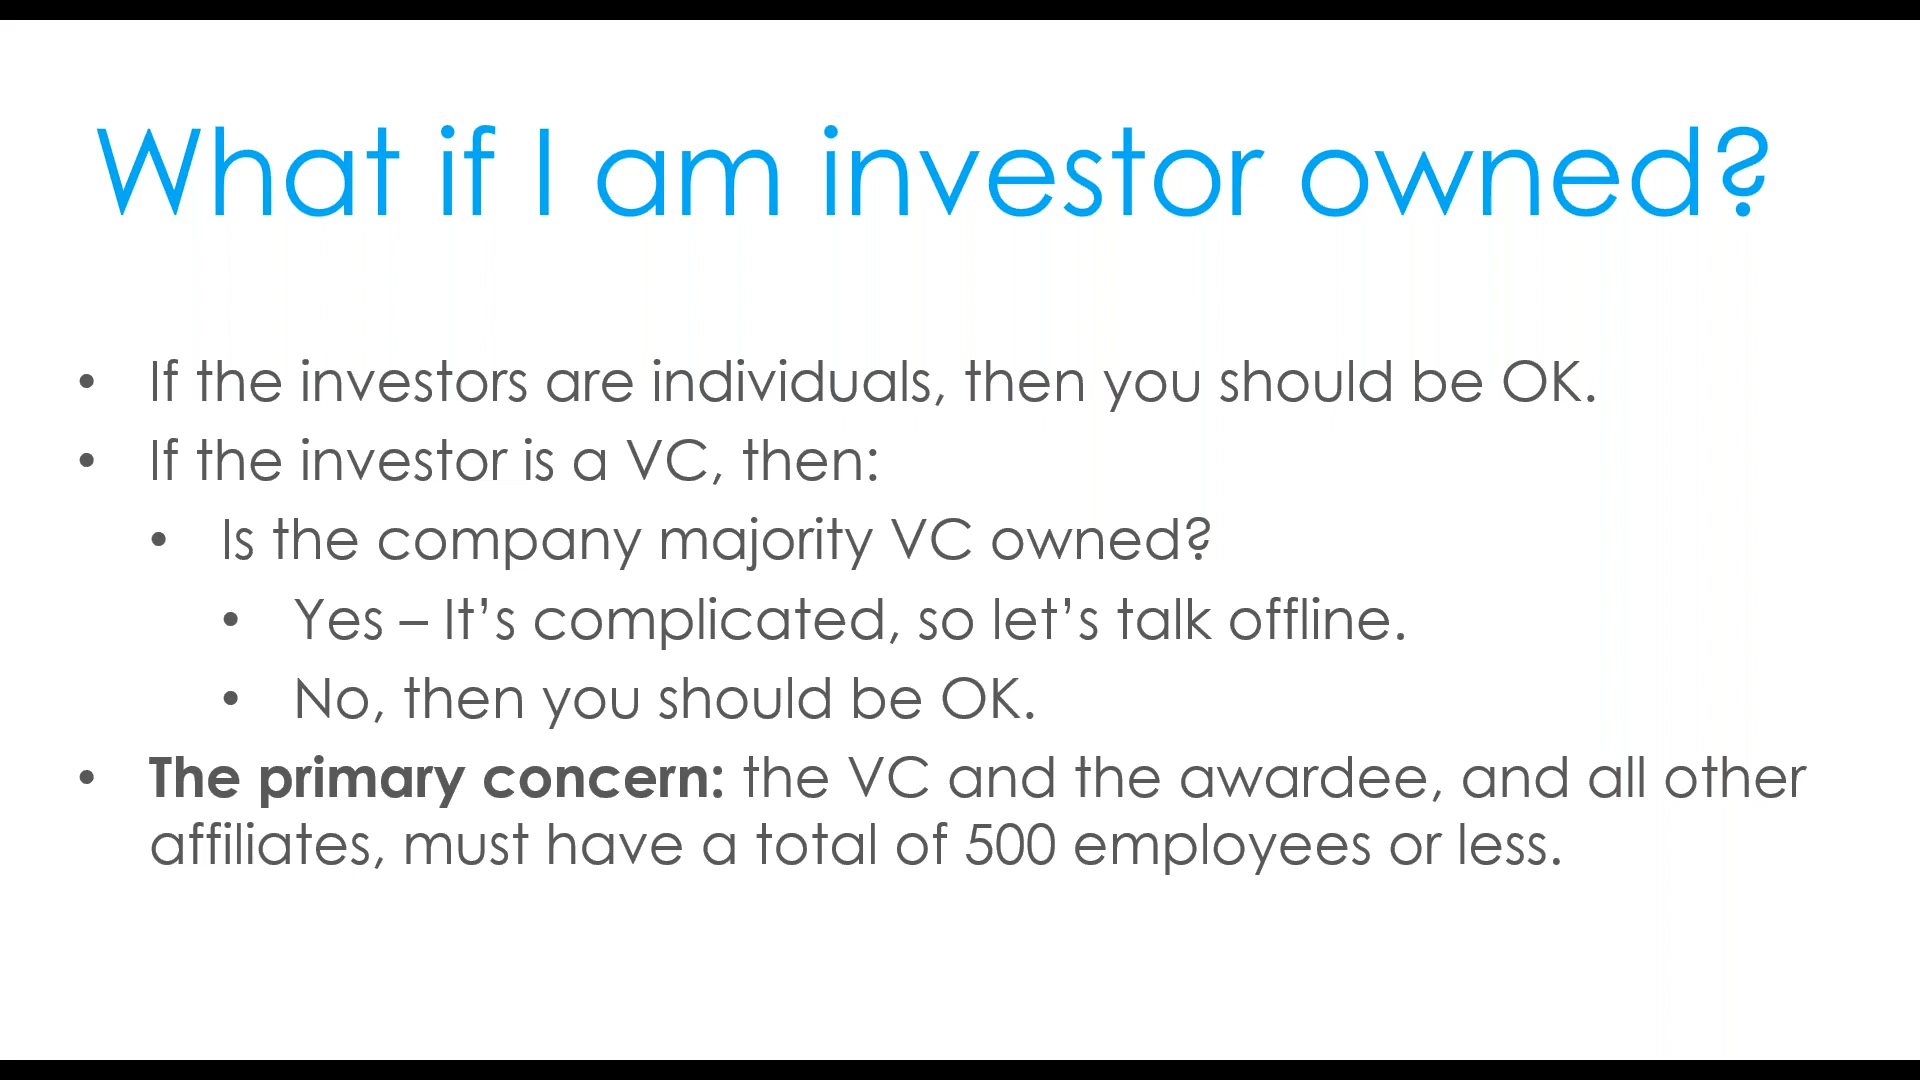 What if I am investor owned?
• If the investors are individuals, then you should be OK.
• If the investor is a VC, then:
• Is the company majority VC owned?
• Yes – It’s complicated, so let’s talk offline.
• No, then you should be OK.
• The primary concern: the VC and the awardee, and all other
affiliates, must have a total of 500 employees or less.